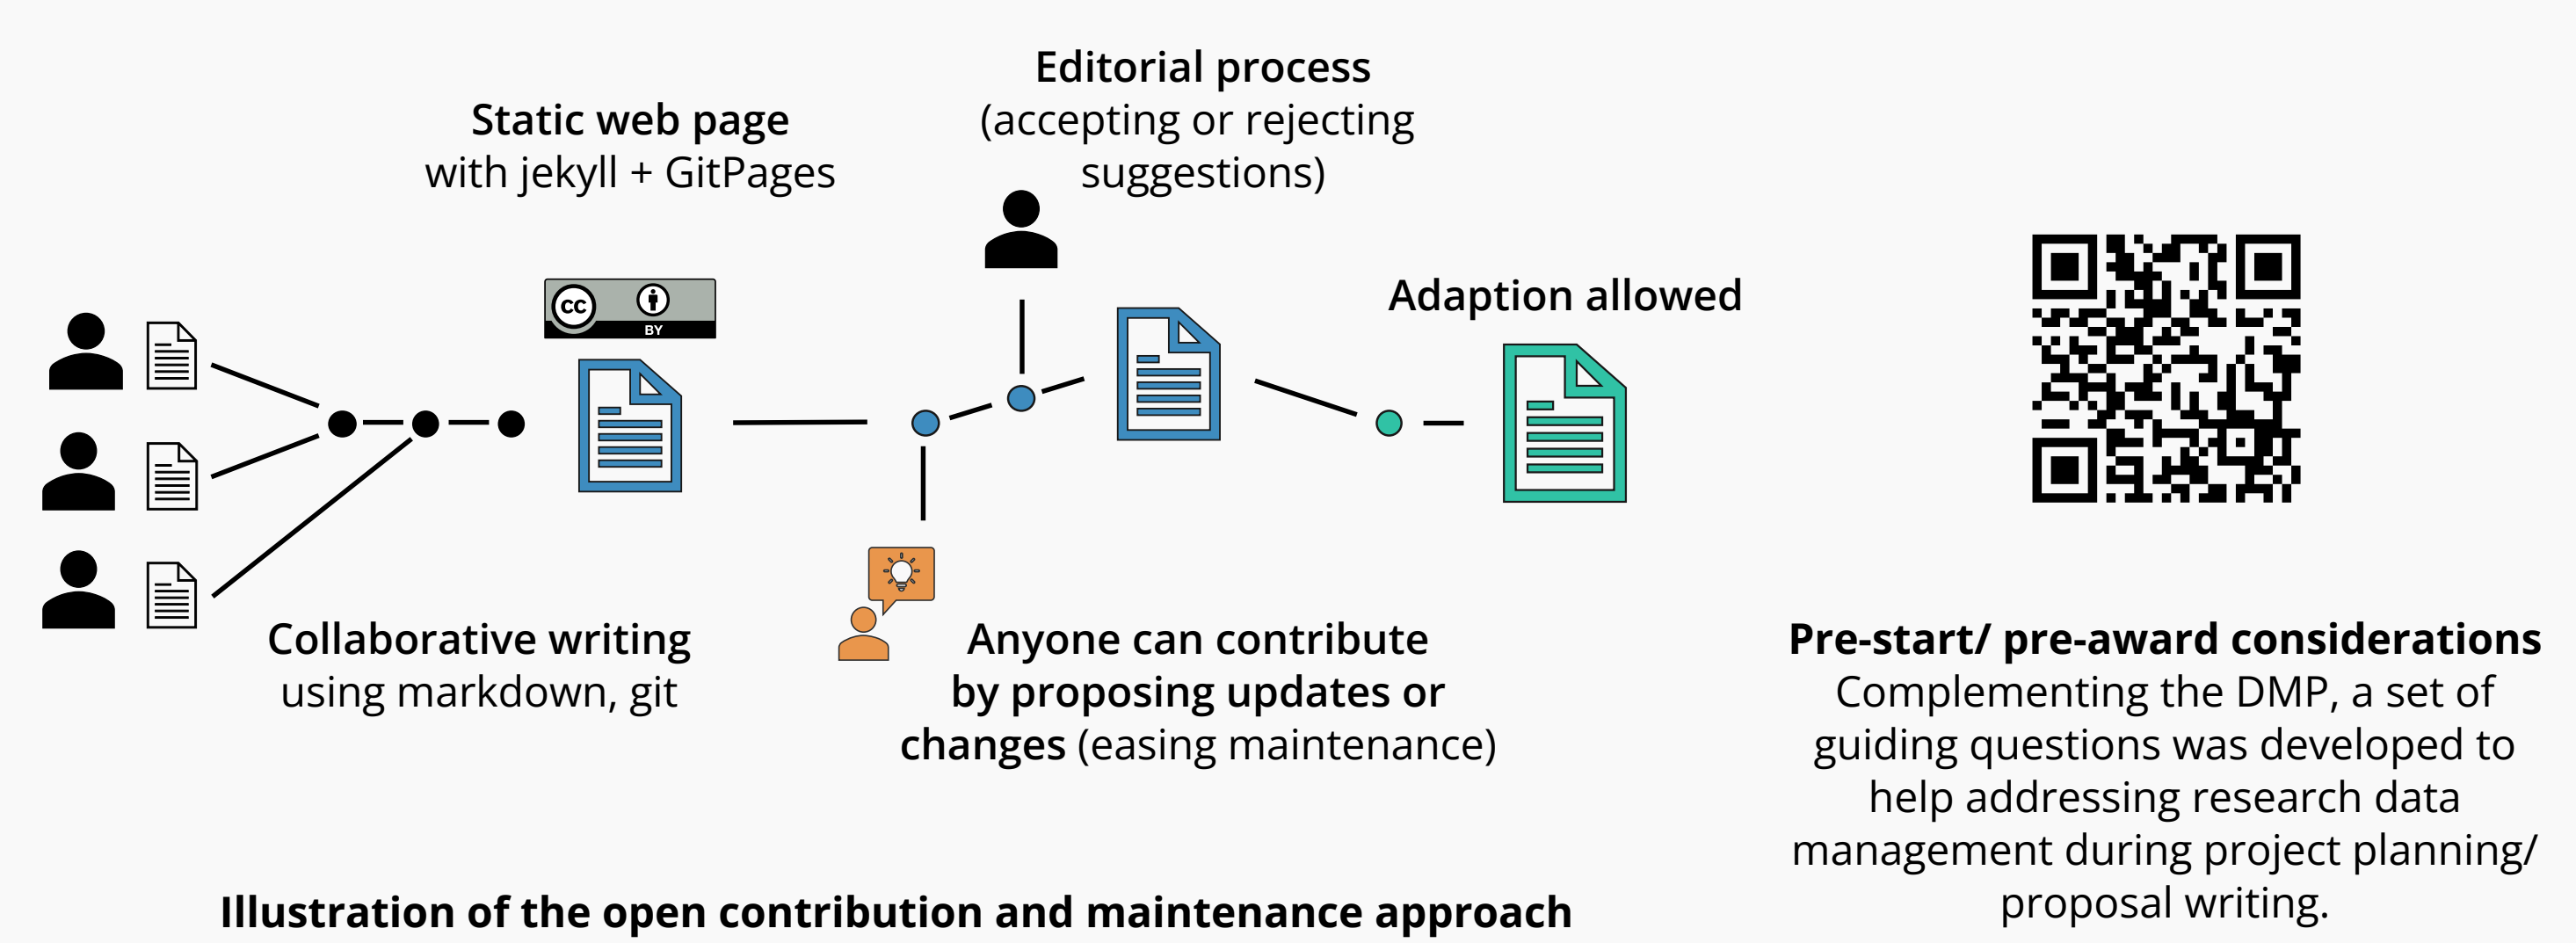 Editorial process
(accepting or rejecting
suggestions)
Static web page
with jekyll + GitPages
cc
BY
Adaption allowed
Collaborative writing
using markdown, git
Anyone can contribute
by proposing updates or
changes (easing maintenance)
Pre-start/ pre-award considerations
Complementing the DMP, a set of
guiding questions was developed to
help addressing research data
management during project planning/
proposal writing.
Illustration of the open contribution and maintenance approach